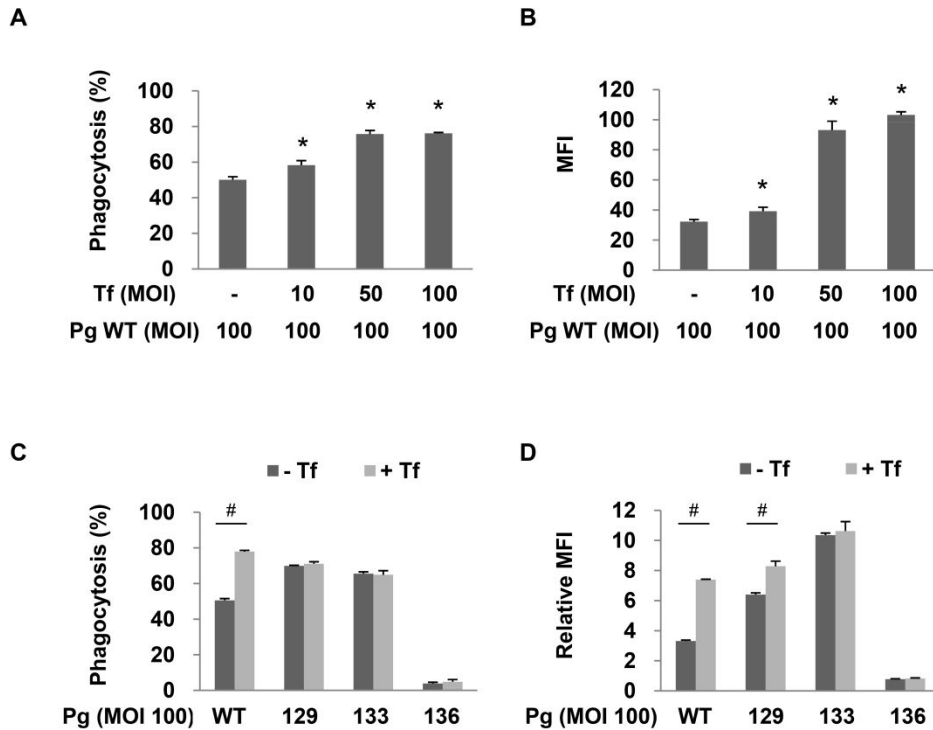 A
Phagocytosis (%)
100
80
60
40
20
0
*
*
*
Tf (MOI) - 10 50 100
Pg WT (MOI) 100 100 100 100
B
MFI
120
100
80
60
40
20
0
*
*
*
Tf (MOI) - 10 50 100
Pg WT (MOI) 100 100 100 100
C
- Tf + Tf
Phagocytosis (%)
100
80
60
40
20
0
#
Pg (MOI 100) WT 129 133 136
D
- Tf + Tf
Relative MFI
12
10
8
6
4
2
0
#
#
Pg (MOI 100) WT 129 133 136